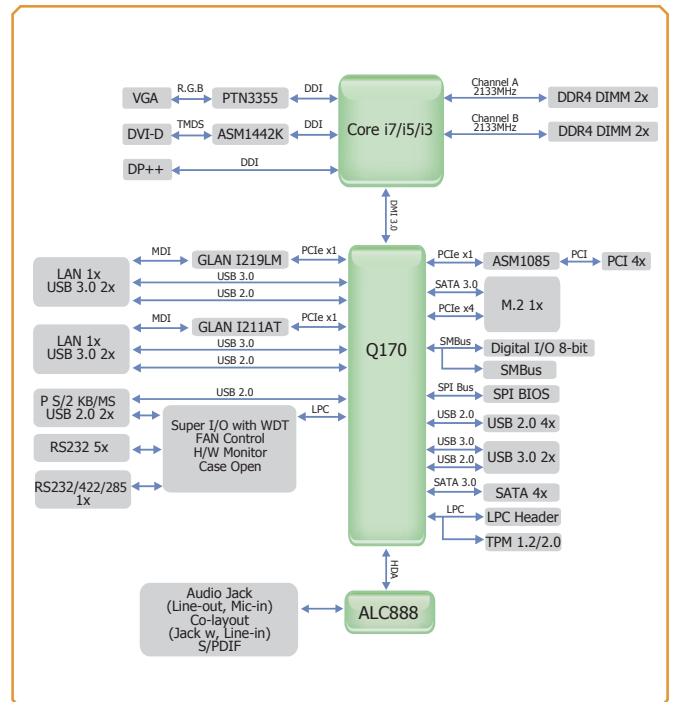 VGA
R.G.B
PTN3355
DDI
DVI-D
TMDS
ASM1442K
DDI
DP++
DDI
Core i7/i5/i3
Channel A
2133MHz
DDR4 DIMM 2x
Channel B
2133MHz
DDR4 DIMM 2x
DMI 3.0
LAN 1x
USB 3.0 2x
MDI
GLAN I219LM
PCIe x1
USB 3.0
USB 2.0
LAN 1x
USB 3.0 2x
MDI
GLAN I211AT
PCIe x1
USB 3.0
USB 2.0
P S/2 KB/MS
USB 2.0 2x
USB 2.0
Super I/O with WDT
FAN Control
H/W Monitor
Case Open
LPC
RS232 5x
RS232/422/285
1x
Q170
PCIe x1
ASM1085
PCI
PCI 4x
SATA 3.0
PCIe x4
M.2 1x
SMBus
Digital I/O 8-bit
SMBus
SPI Bus
SPI BIOS
USB 2.0
USB 2.0 4x
USB 3.0
USB 2.0
USB 3.0 2x
SATA 3.0
SATA 4x
LPC
LPC Header
TPM 1.2/2.0
HDA
Audio Jack
(Line-out, Mic-in)
Co-layout
(Jack w, Line-in)
S/PDIF
ALC888